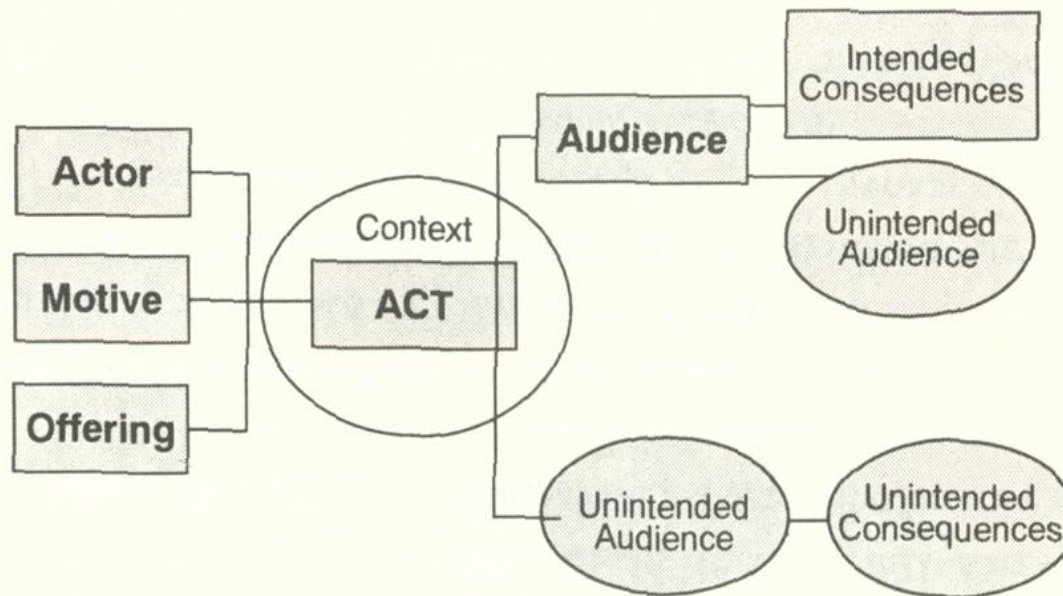 Actor
Motive
Offering
Context
ACT
Audience
Intended
Consequences
Unintended
Audience
Unintended
Audience
Unintended
Consequences